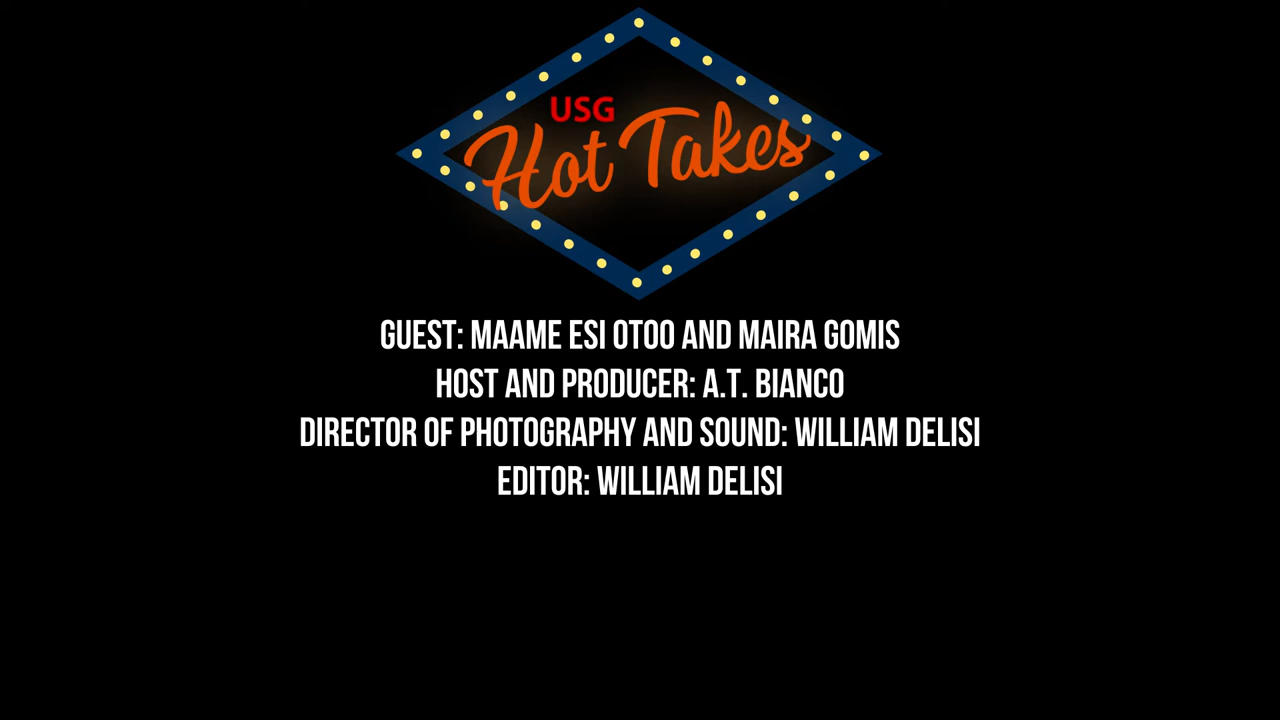 USG
Hot Takes
GUEST: MAAME ESI OTOO AND MAIRA GOMIS
HOST AND PRODUCER: A.T. BIANCO
DIRECTOR OF PHOTOGRAPHY AND SOUND: WILLIAM DELISI
EDITOR: WILLIAM DELISI